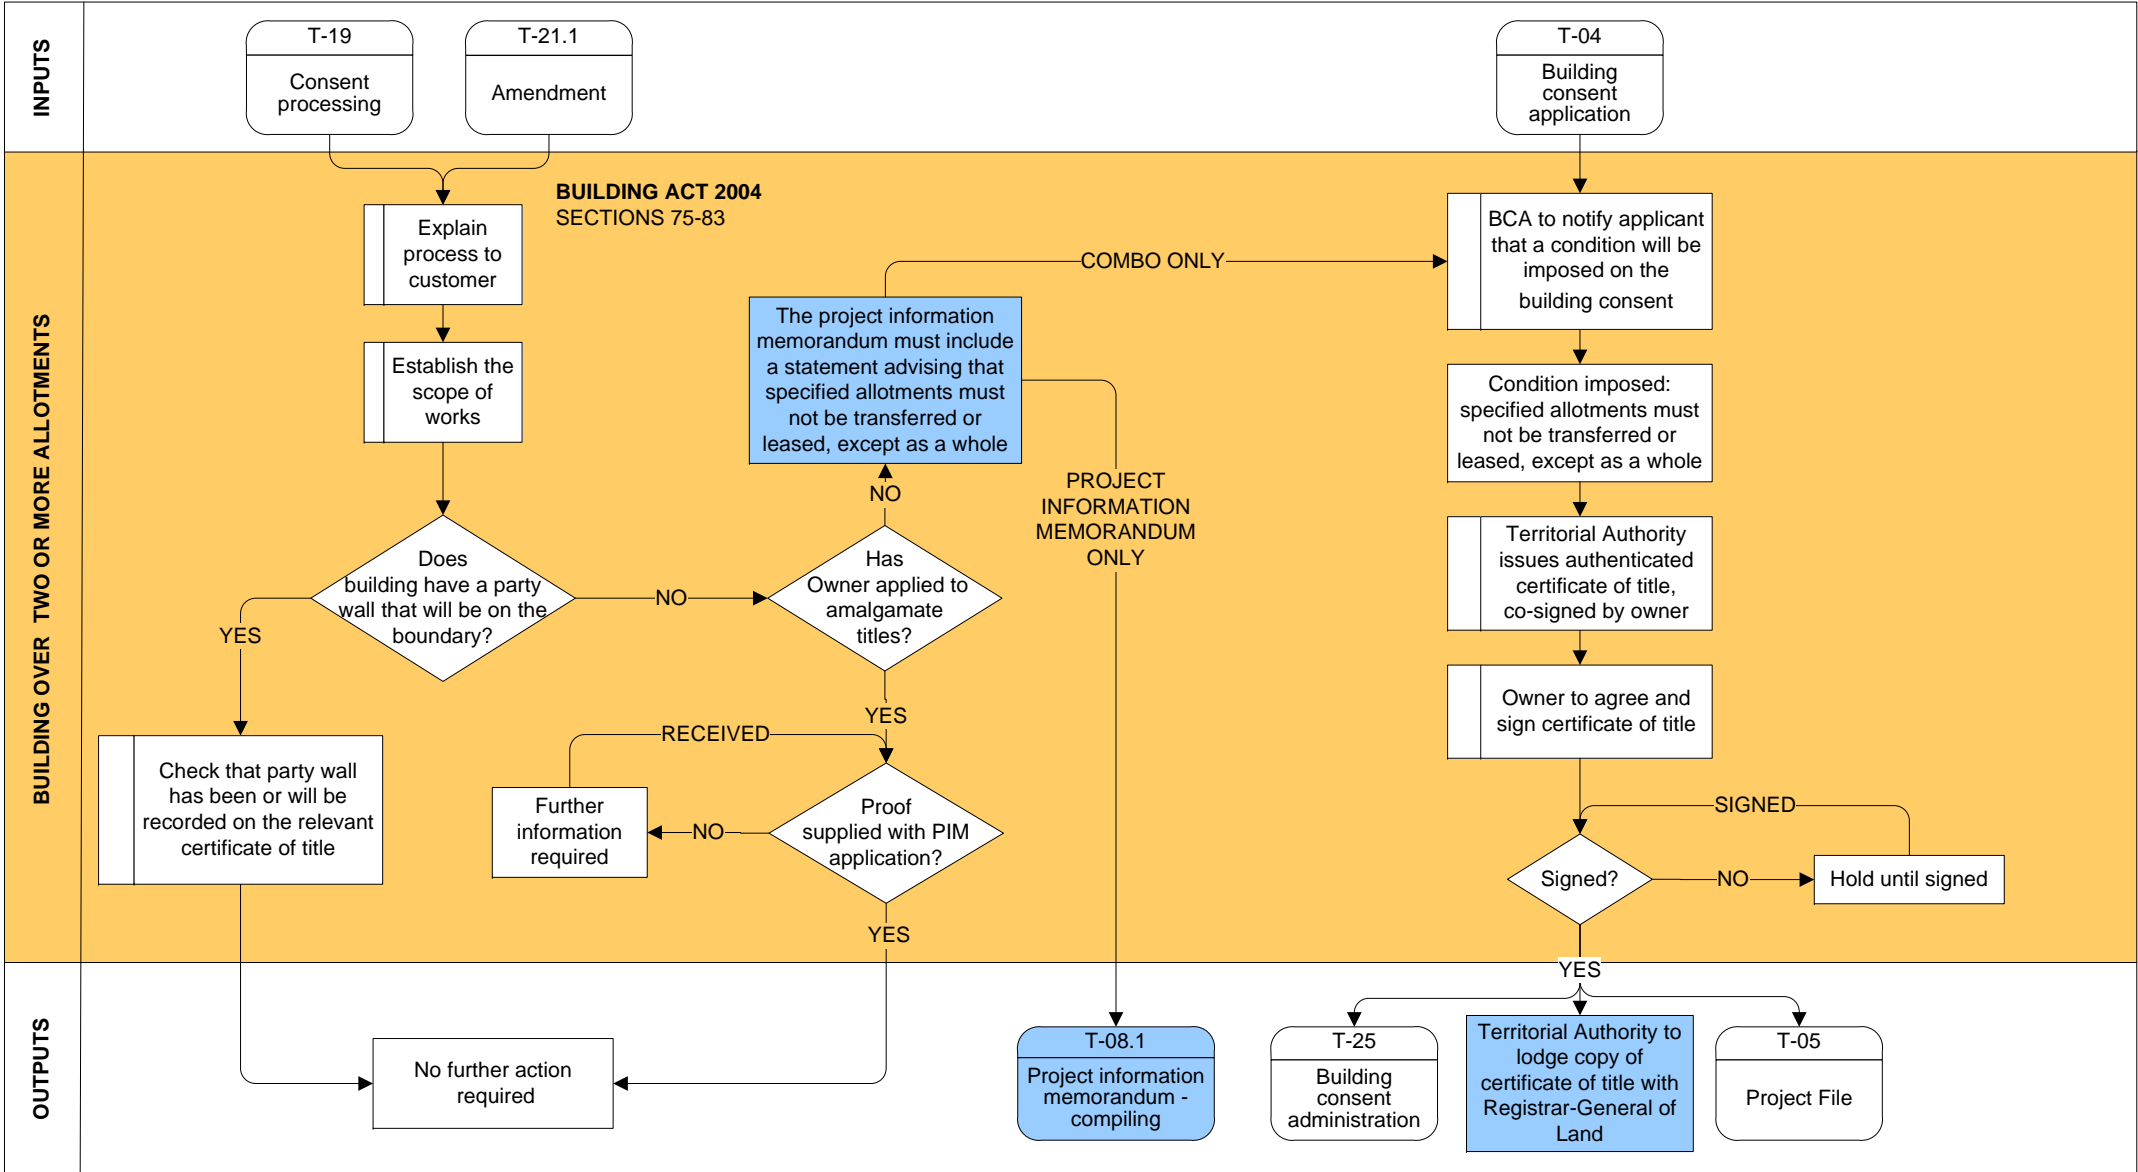 INPUTS
T-19
Consent
processing
T-21.1
Amendment
T-04
Building
consent
application
BUILDING OVER TWO OR MORE ALLOTMENTS
BUILDING ACT 2004
SECTIONS 75-83
Explain
process to
customer
Establish the
scope of
works
Does
building have a party
wall that will be on the
boundary?
YES
NO
Check that party wall
has been or will be
recorded on the relevant
certificate of title
Has
Owner applied to
amalgamate
titles?
NO
YES
The project information
memorandum must include
a statement advising that
specified allotments must
not be transferred or
leased, except as a whole
COMBO ONLY
PROJECT
INFORMATION
MEMORANDUM
ONLY
RECEIVED
Further
information
required
NO
Proof
supplied with PIM
application?
YES
BCA to notify applicant
that a condition will be
imposed on the
building consent
Condition imposed:
specified allotments must
not be transferred or
leased, except as a whole
Territorial Authority
issues authenticated
certificate of title,
co-signed by owner
Owner to agree and
sign certificate of title
SIGNED
Signed?
NO
Hold until signed
YES
OUTPUTS
No further action
required
T-08.1
Project information
memorandum -
compiling
T-25
Building
consent
administration
Territorial Authority to
lodge copy of
certificate of title with
Registrar-General of
Land
T-05
Project File